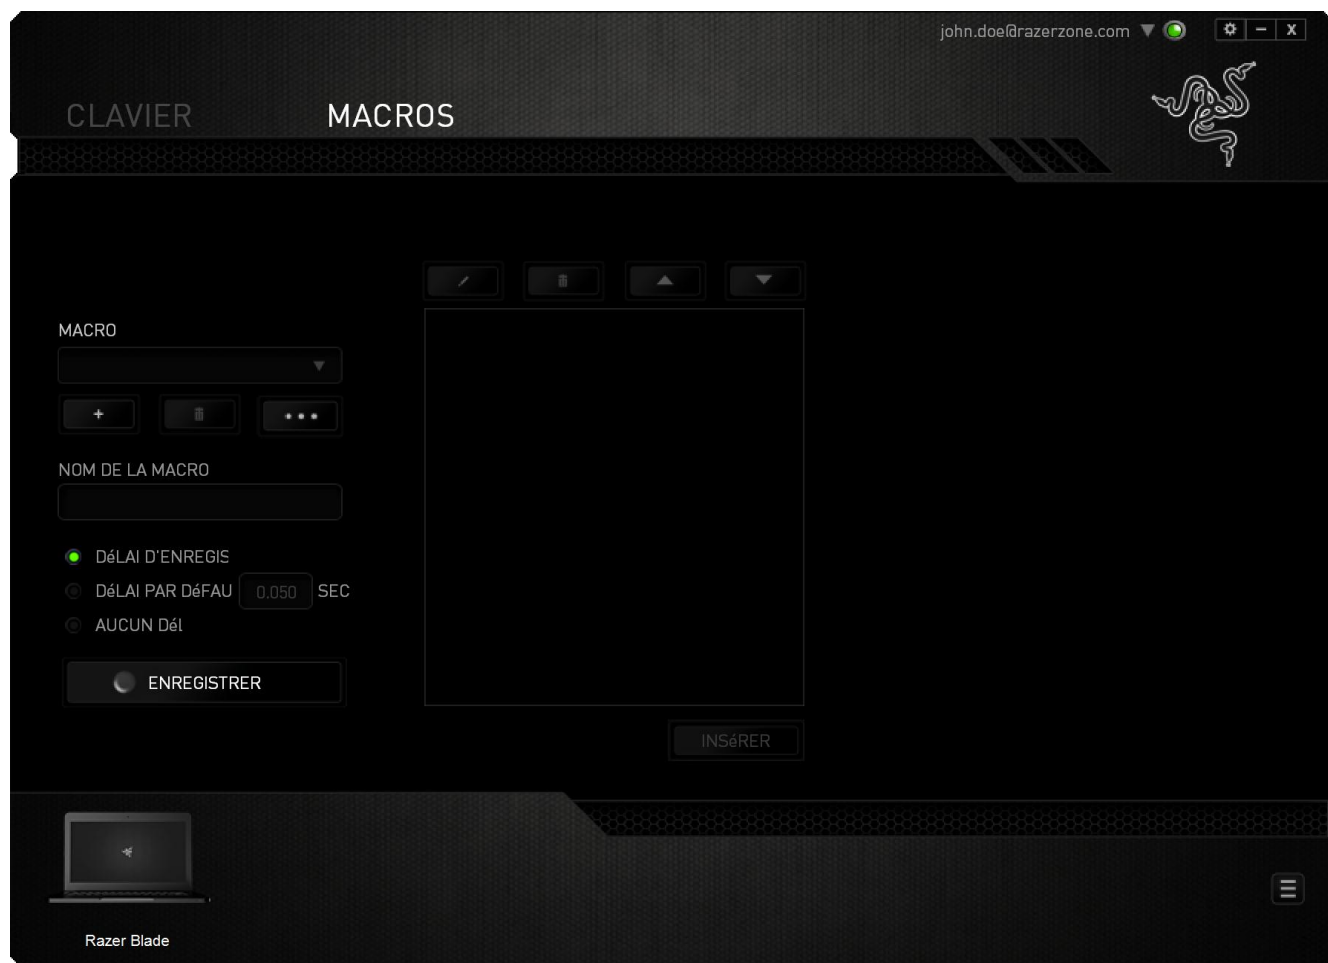 john.doe@razerzone.com
CLAVIER MACROS
MACRO
NOM DE LA MACRO
DéLAI D'ENREGIS
DéLAI PAR DéFAU 0.050 SEC
AUCUN Dél
ENREGISTRER
INSéRER
Razer Blade